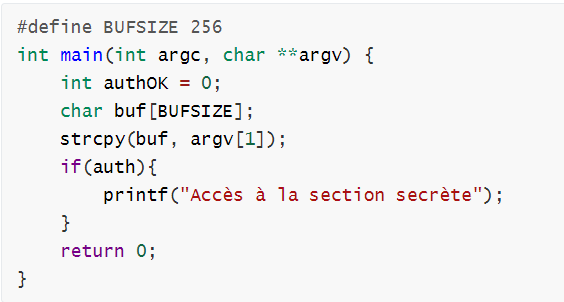 #define BUFSIZE 256
int main(int argc, char **argv) {
    int authOK = 0;
    char buf[BUFSIZE];
    strcpy(buf, argv[1]);
    if(auth){
        printf("Accès à la section secrète");
    }
    return 0;
}